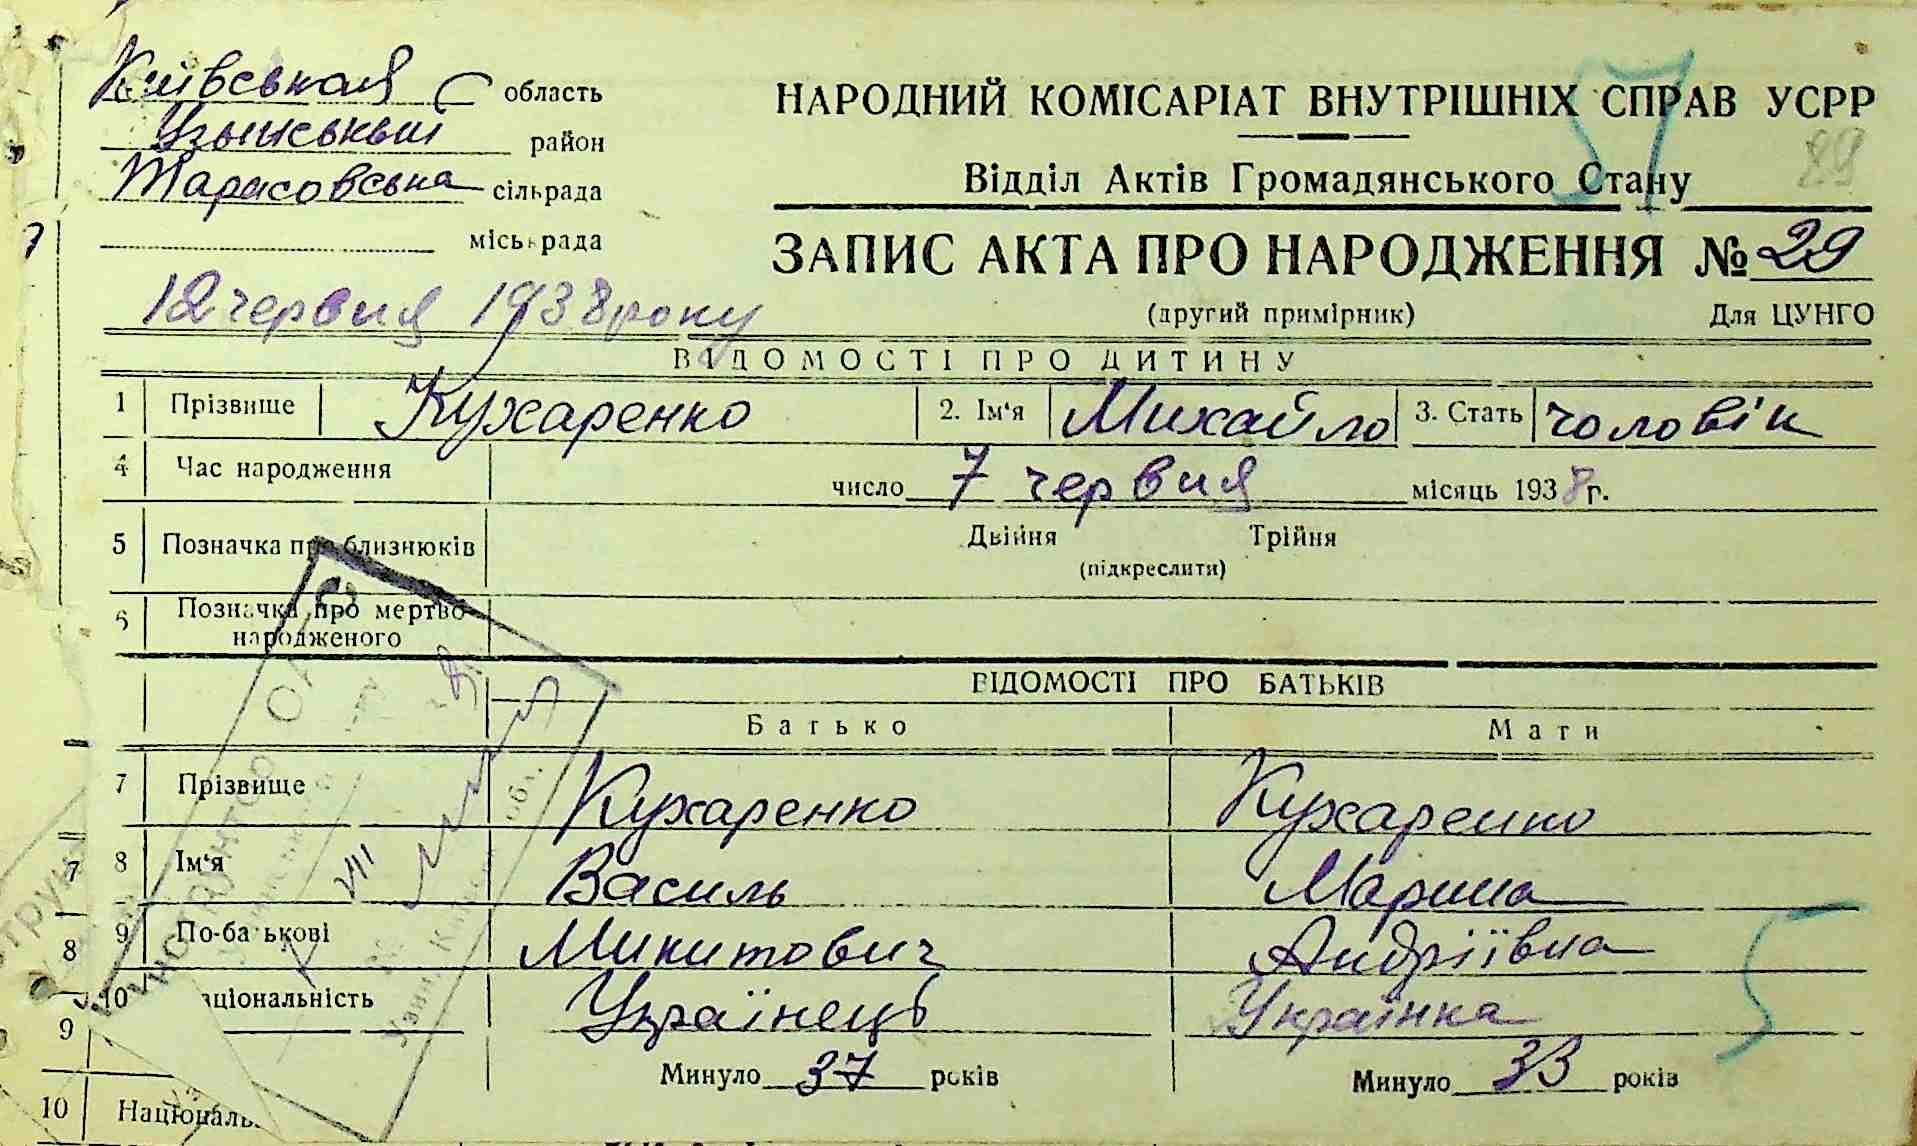 Київська область
Узинський район
Тарасовська сільрада
міськрада
12 червня 1938 року
НАРОДНИЙ КОМІСАРІАТ ВНУТРІШНІХ СПРАВ УСРР
89
Відділ Актів Громадянського Стану
ЗАПИС АКТА ПРО НАРОДЖЕННЯ № 29
(другий примірник) Для ЦУНГО
ВІДОМОСТІ ПРО ДИТИНУ
1 Прізвище Кухаренко 2. Ім'я Михайло 3. Стать чоловік
4 Час народження число 7 червня місяць 1938 г.
5 Позначка про близнюків Двійня Трійня
(підкреслити)
6 Позначка про мертво-
народженого
ВІДОМОСТІ ПРО БАТЬКІВ
Батько Мати
7 Прізвище Кухаренко Кухаренко
8 Ім'я Василь Марина
9 По-батькові Микитович Андріївна
10 національність Українець Українка
Минуло 37 років Минуло 33 років
7
8
9
10 Національ